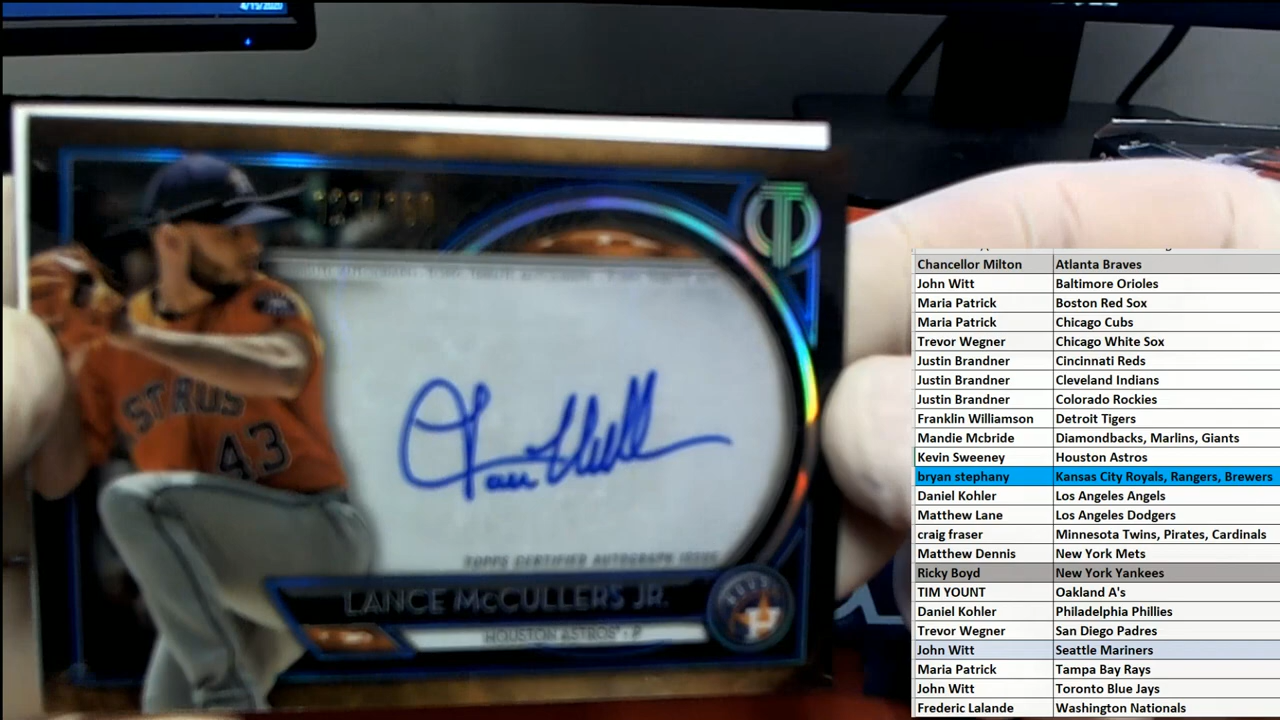 4/15/2020
STROS
43
TOPPS CERTIFIED AUTOGRAPH ISSUE
LANCE McCULLERS JR.
HOUSTON ASTROS • P
Chancellor Milton Atlanta Braves
John Witt Baltimore Orioles
Maria Patrick Boston Red Sox
Maria Patrick Chicago Cubs
Trevor Wegner Chicago White Sox
Justin Brandner Cincinnati Reds
Justin Brandner Cleveland Indians
Justin Brandner Colorado Rockies
Franklin Williamson Detroit Tigers
Mandie Mcbride Diamondbacks, Marlins, Giants
Kevin Sweeney Houston Astros
bryan stephany Kansas City Royals, Rangers, Brewers
Daniel Kohler Los Angeles Angels
Matthew Lane Los Angeles Dodgers
craig fraser Minnesota Twins, Pirates, Cardinals
Matthew Dennis New York Mets
Ricky Boyd New York Yankees
TIM YOUNT Oakland A's
Daniel Kohler Philadelphia Phillies
Trevor Wegner San Diego Padres
John Witt Seattle Mariners
Maria Patrick Tampa Bay Rays
John Witt Toronto Blue Jays
Frederic Lalande Washington Nationals